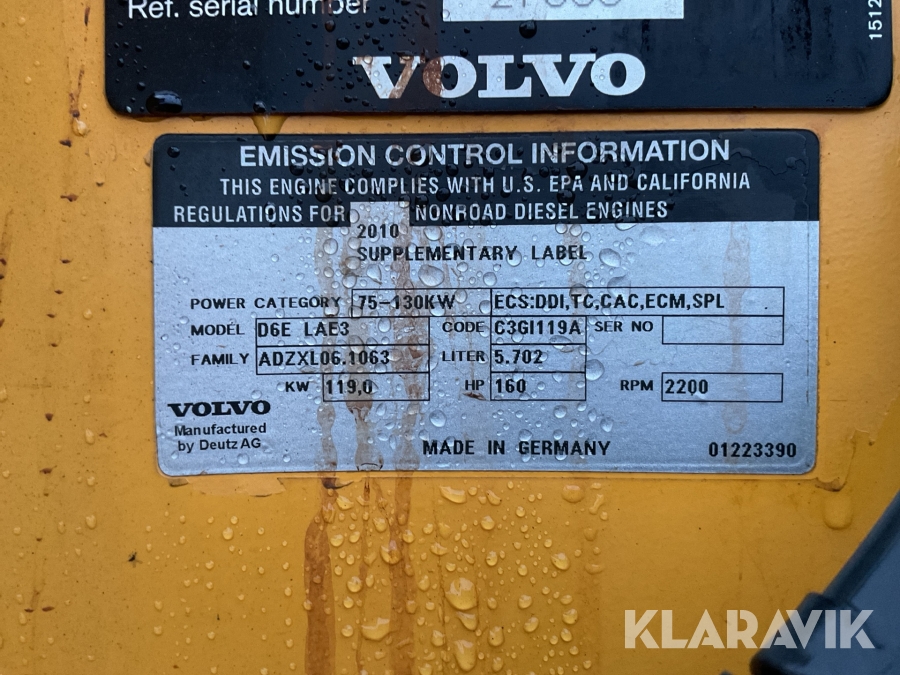 Ref. serial number
VOLVO
1512
EMISSION CONTROL INFORMATION
THIS ENGINE COMPLIES WITH U.S. EPA AND CALIFORNIA
REGULATIONS FOR NONROAD DIESEL ENGINES
2010
SUPPLEMENTARY LABEL
POWER CATEGORY 75-130KW ECS:DDI,TC,CAC,ECM,SPL
MODEL D6E LAE3 CODE C3GI119A SER NO
FAMILY ADZXL06.1063 LITER 5.702
KW 119,0 HP 160 RPM 2200
VOLVO
Manufactured
by Deutz AG
MADE IN GERMANY 01223390
KLARAVIK